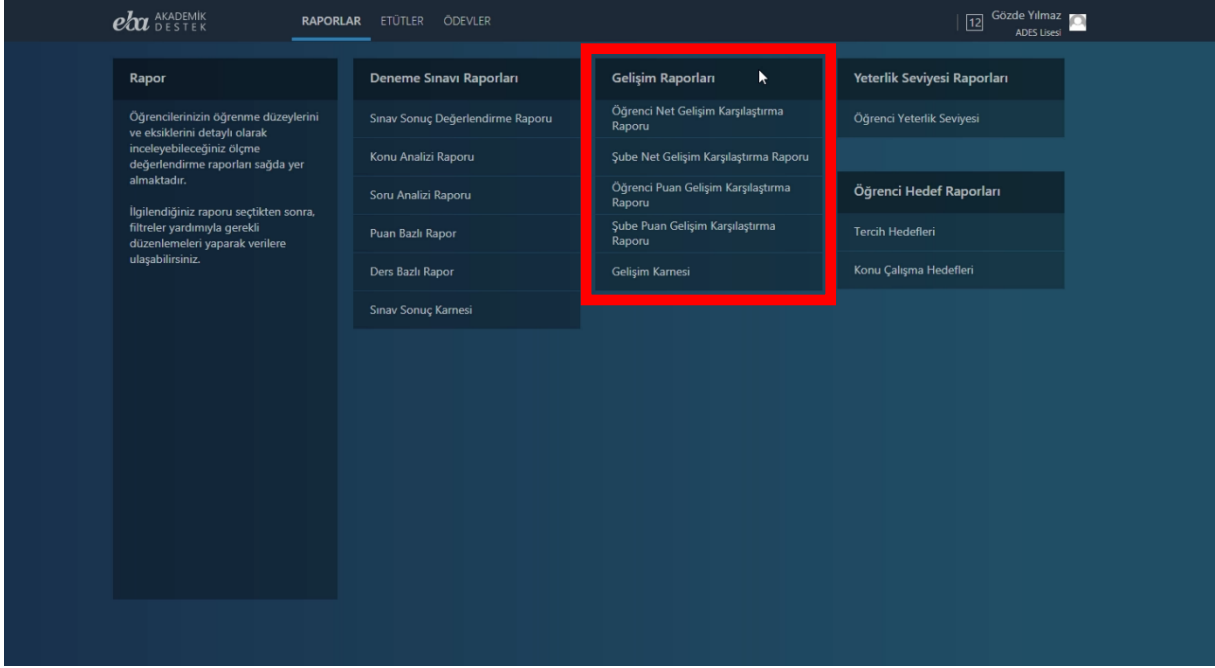 eba AKADEMİK
DESTEK
RAPORLAR
ETÜTLER
ÖDEVLER
12
Gözde Yılmaz
ADES Lisesi
Rapor
Öğrencilerinizin öğrenme düzeylerini
ve eksiklerini detaylı olarak
inceleyebileceğiniz ölçme
değerlendirme raporları sağda yer
almaktadır.
İlgilendiğiniz raporu seçtikten sonra,
filtreler yardımıyla gerekli
düzenlemeleri yaparak verilere
ulaşabilirsiniz.
Deneme Sınavı Raporları
Sınav Sonuç Değerlendirme Raporu
Konu Analizi Raporu
Soru Analizi Raporu
Puan Bazlı Rapor
Ders Bazlı Rapor
Sınav Sonuç Karnesi
Gelişim Raporları
Öğrenci Net Gelişim Karşılaştırma
Raporu
Şube Net Gelişim Karşılaştırma Raporu
Öğrenci Puan Gelişim Karşılaştırma
Raporu
Şube Puan Gelişim Karşılaştırma
Raporu
Gelişim Karnesi
Yeterlik Seviyesi Raporları
Öğrenci Yeterlik Seviyesi
Öğrenci Hedef Raporları
Tercih Hedefleri
Konu Çalışma Hedefleri